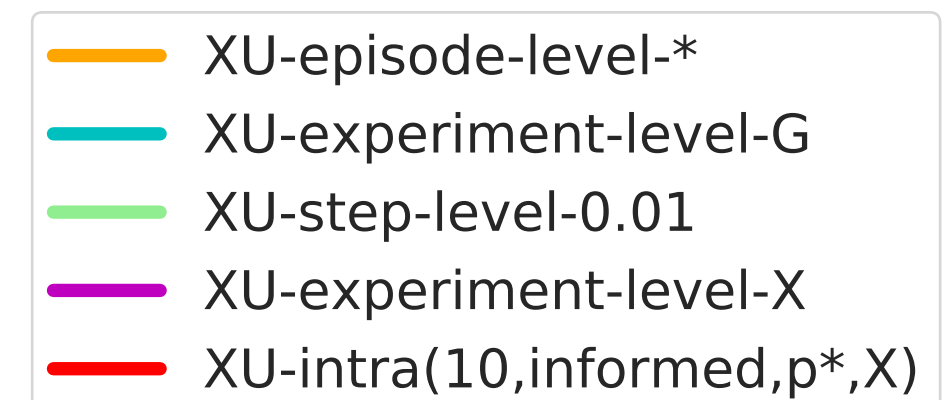 XU-episode-level-*
XU-experiment-level-G
XU-step-level-0.01
XU-experiment-level-X
XU-intra(10,informed,p*,X)